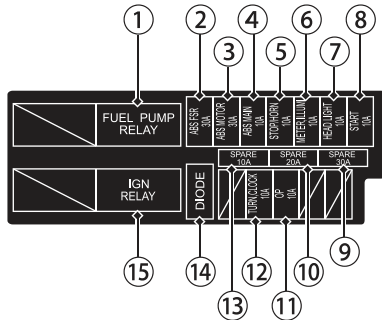 1 2 3 4 5 6 7 8
FUEL PUMP
RELAY
ABS FSR
30A
ABS MOTOR
30A
ABS MAIN
10A
STOP.HORN
10A
METER.ILLUMI
10A
HEAD LIGHT
10A
START
10A
SPARE
10A
SPARE
20A
SPARE
30A
IGN
RELAY
DIODE
TURN.CLOCK
10A
OP
10A
15 14 13 12 11 10 9